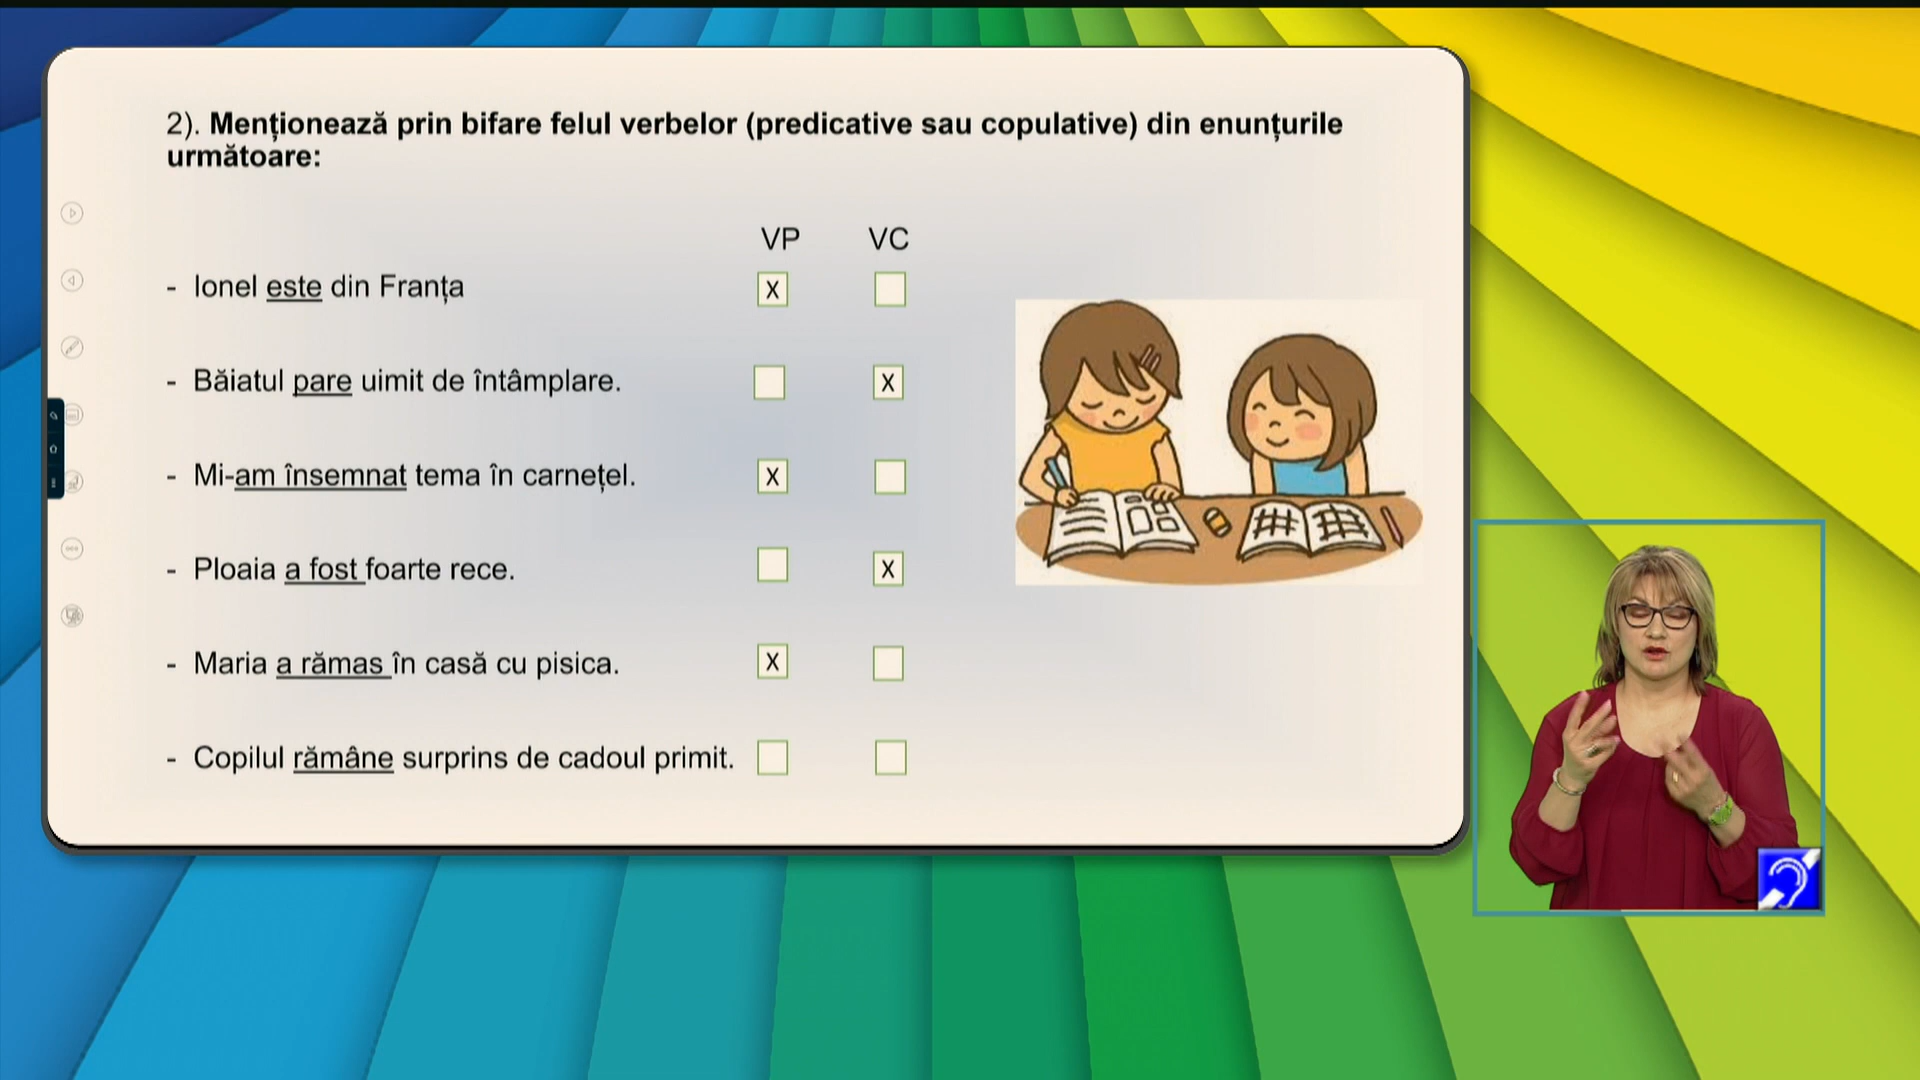 2). Menționează prin bifare felul verbelor (predicative sau copulative) din enunțurile
următoare:
VP VC
- Ionel este din Franța X
- Băiatul pare uimit de întâmplare. X
- Mi-am însemnat tema în carnețel. X
- Ploaia a fost foarte rece. X
- Maria a rămas în casă cu pisica. X
- Copilul rămâne surprins de cadoul primit.